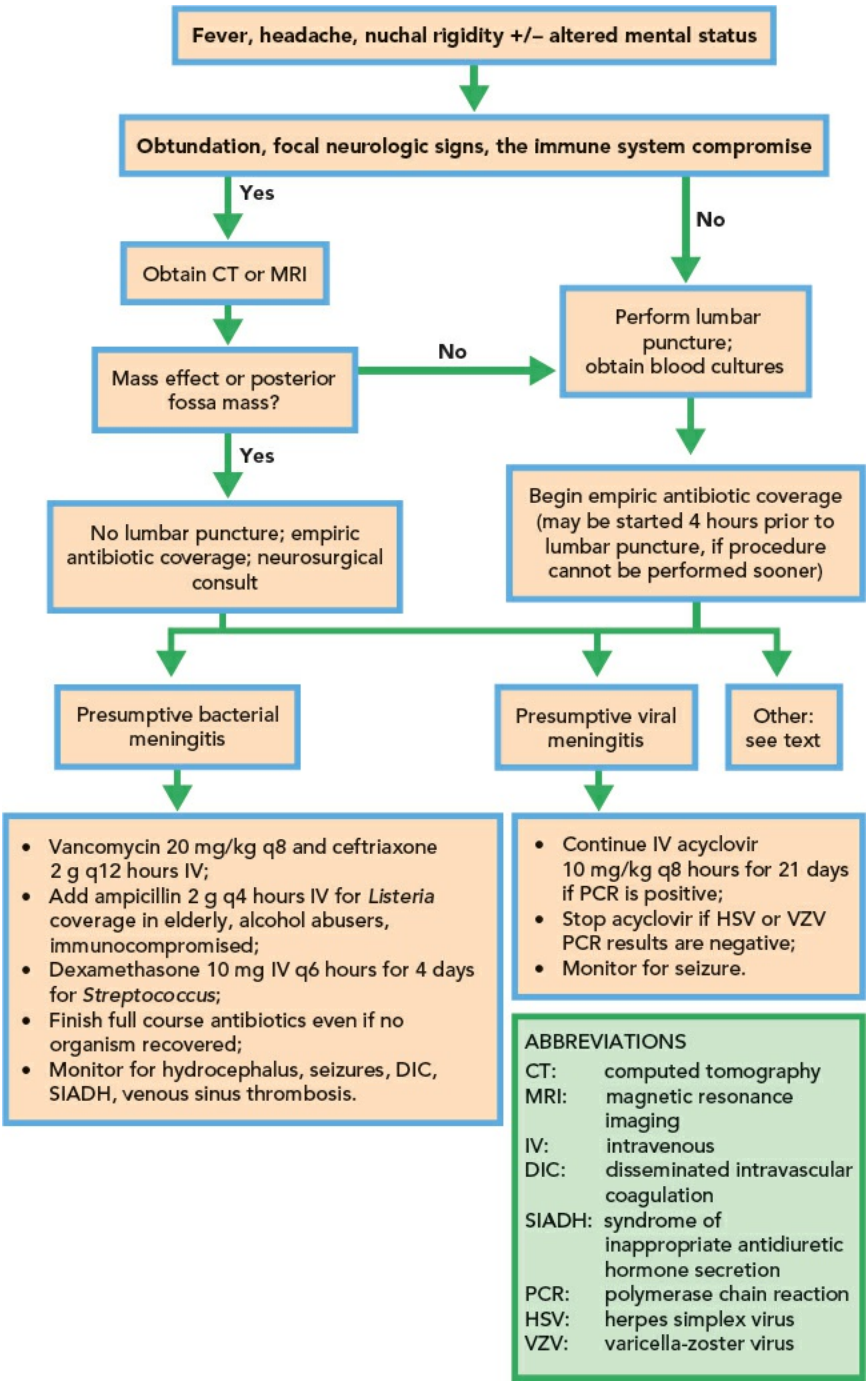 Fever, headache, nuchal rigidity +/– altered mental status
Obtundation, focal neurologic signs, the immune system compromise
Yes
No
Obtain CT or MRI
Perform lumbar
puncture;
obtain blood cultures
No
Mass effect or posterior
fossa mass?
Yes
Begin empiric antibiotic coverage
(may be started 4 hours prior to
lumbar puncture, if procedure
cannot be performed sooner)
No lumbar puncture; empiric
antibiotic coverage; neurosurgical
consult
Presumptive bacterial
meningitis
Presumptive viral
meningitis
Other:
see text
• Vancomycin 20 mg/kg q8 and ceftriaxone
2 g q12 hours IV;
• Add ampicillin 2 g q4 hours IV for Listeria
coverage in elderly, alcohol abusers,
immunocompromised;
• Dexamethasone 10 mg IV q6 hours for 4 days
for Streptococcus;
• Finish full course antibiotics even if no
organism recovered;
• Monitor for hydrocephalus, seizures, DIC,
SIADH, venous sinus thrombosis.
• Continue IV acyclovir
10 mg/kg q8 hours for 21 days
if PCR is positive;
• Stop acyclovir if HSV or VZV
PCR results are negative;
• Monitor for seizure.
ABBREVIATIONS
CT: computed tomography
MRI: magnetic resonance
imaging
IV: intravenous
DIC: disseminated intravascular
coagulation
SIADH: syndrome of
inappropriate antidiuretic
hormone secretion
PCR: polymerase chain reaction
HSV: herpes simplex virus
VZV: varicella-zoster virus